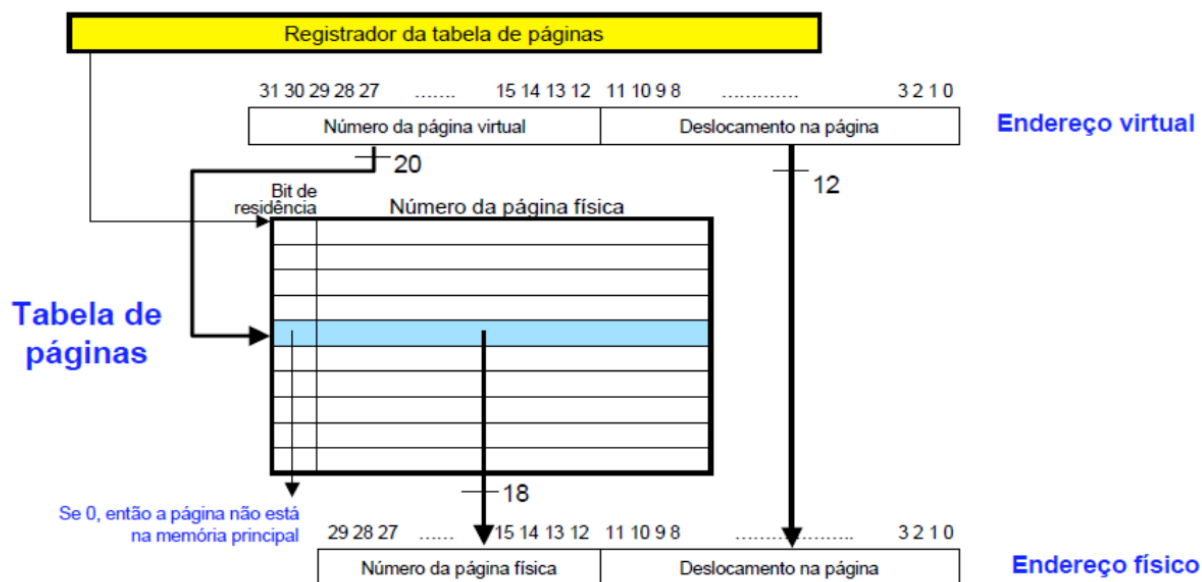 Registrador da tabela de páginas
31 30 29 28 27 ....... 15 14 13 12 11 10 9 8 ............. 3 2 1 0
Número da página virtual Deslocamento na página Endereço virtual
20 12
Bit de
residência Número da página física
Tabela de
páginas
18
Se 0, então a página não está
na memória principal
29 28 27 ...... 15 14 13 12 11 10 9 8 .................... 3 2 1 0
Número da página física Deslocamento na página Endereço físico